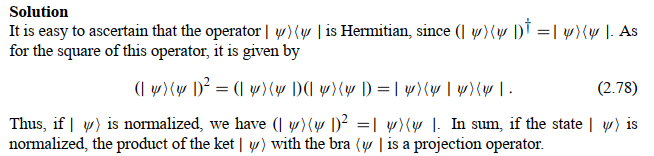 Solution
It is easy to ascertain that the operator | ψ⟩⟨ψ | is Hermitian, since (| ψ⟩⟨ψ |)† =| ψ⟩⟨ψ |. As
for the square of this operator, it is given by
(| ψ⟩⟨ψ |)² = (| ψ⟩⟨ψ |)(| ψ⟩⟨ψ |) =| ψ⟩⟨ψ | ψ⟩⟨ψ | . (2.78)
Thus, if | ψ⟩ is normalized, we have (| ψ⟩⟨ψ |)² =| ψ⟩⟨ψ |. In sum, if the state | ψ⟩ is
normalized, the product of the ket | ψ⟩ with the bra ⟨ψ | is a projection operator.